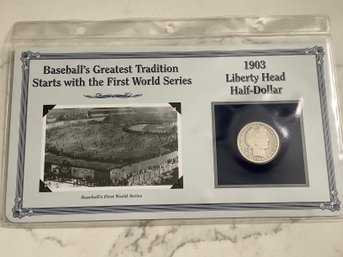 Baseball's Greatest Tradition
Starts with the First World Series
1903
Liberty Head
Half-Dollar
Baseball's First World Series